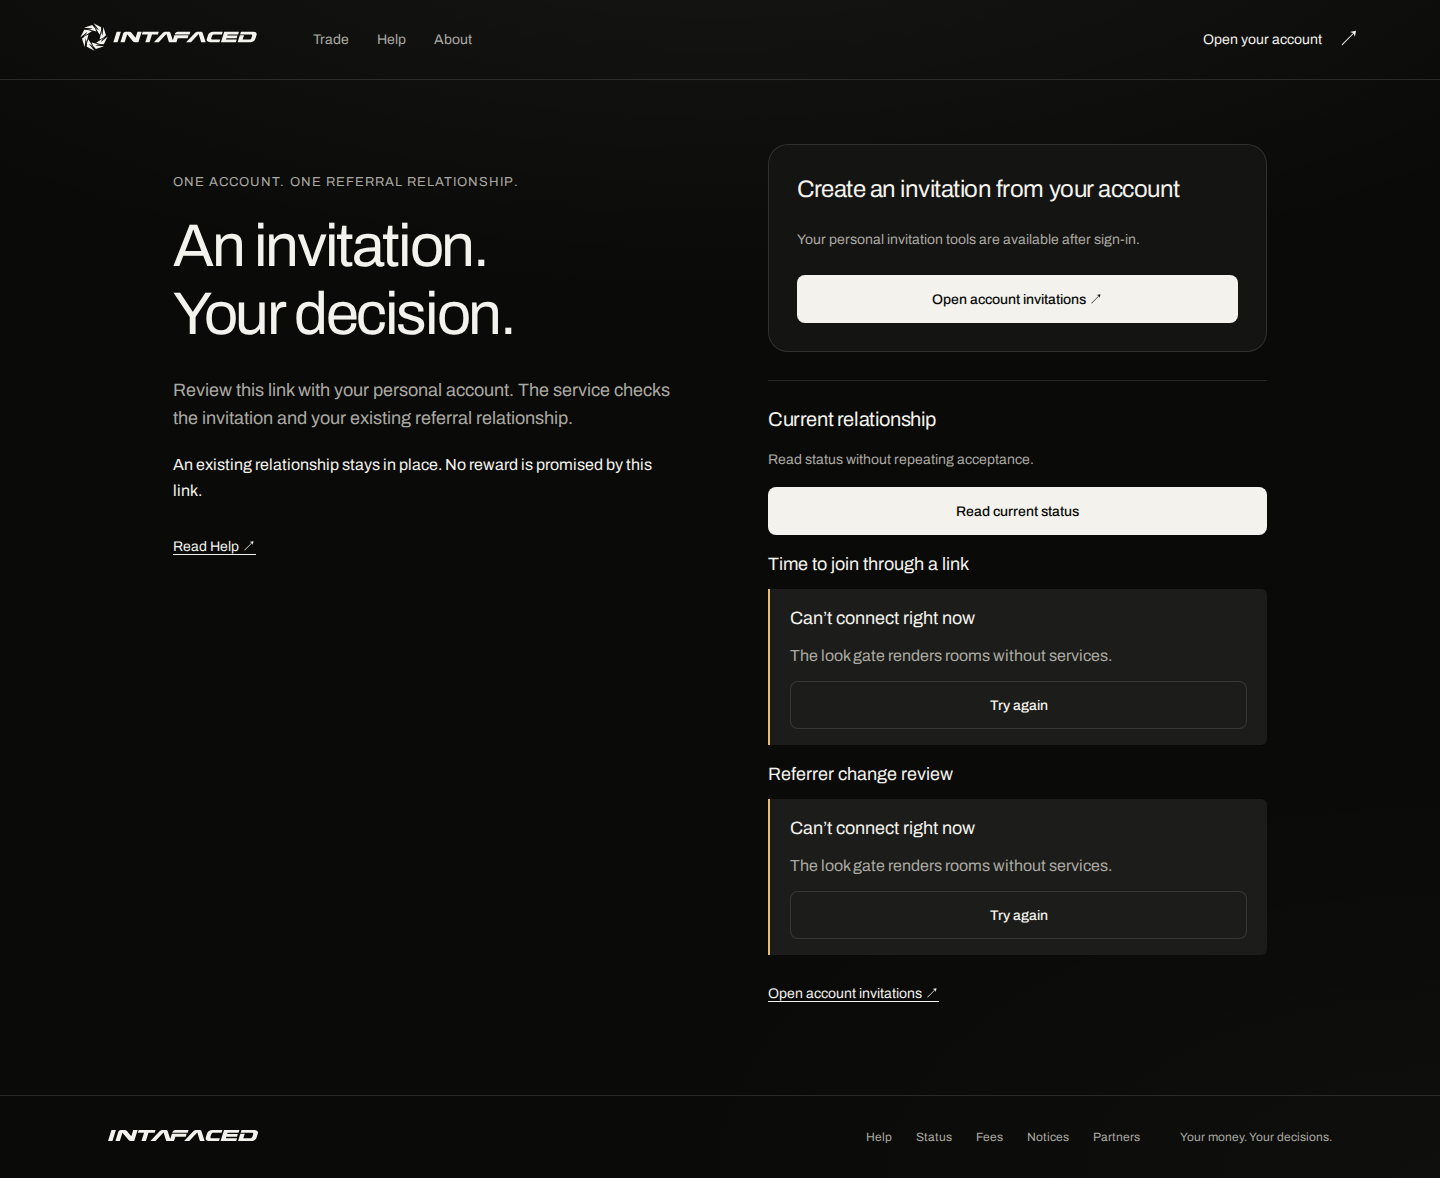 INTAFACED
Trade
Help
About
Open your account ↗
ONE ACCOUNT. ONE REFERRAL RELATIONSHIP.
An invitation.
Your decision.
Review this link with your personal account. The service checks
the invitation and your existing referral relationship.
An existing relationship stays in place. No reward is promised by this
link.
Read Help ↗
Create an invitation from your account
Your personal invitation tools are available after sign-in.
Open account invitations ↗
Current relationship
Read status without repeating acceptance.
Read current status
Time to join through a link
Can’t connect right now
The look gate renders rooms without services.
Try again
Referrer change review
Can’t connect right now
The look gate renders rooms without services.
Try again
Open account invitations ↗
INTAFACED
Help
Status
Fees
Notices
Partners
Your money. Your decisions.